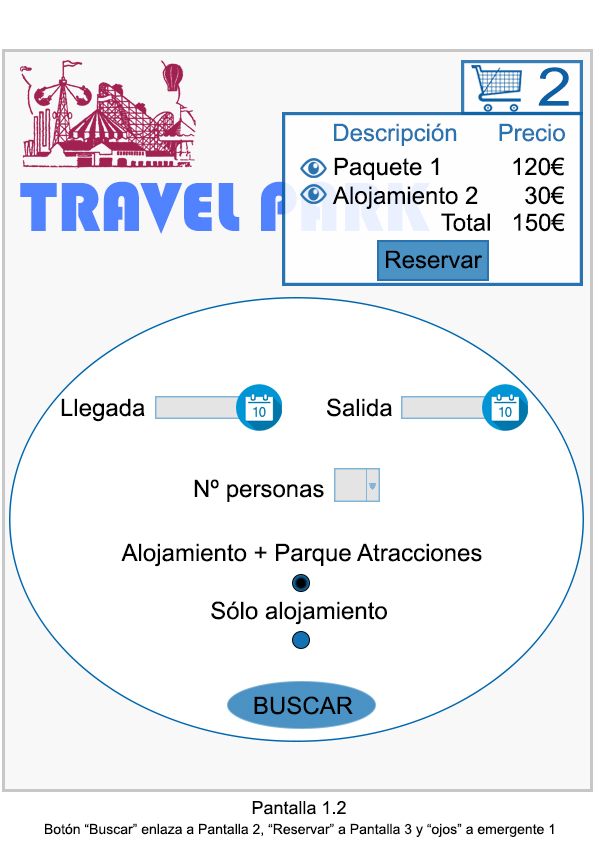 2
Descripción Precio
Paquete 1 120€
Alojamiento 2 30€
Total 150€
TRAVEL PARK
Reservar
Llegada 10 Salida 10
Nº personas
Alojamiento + Parque Atracciones
Sólo alojamiento
BUSCAR
Pantalla 1.2
Botón “Buscar” enlaza a Pantalla 2, “Reservar” a Pantalla 3 y “ojos” a emergente 1